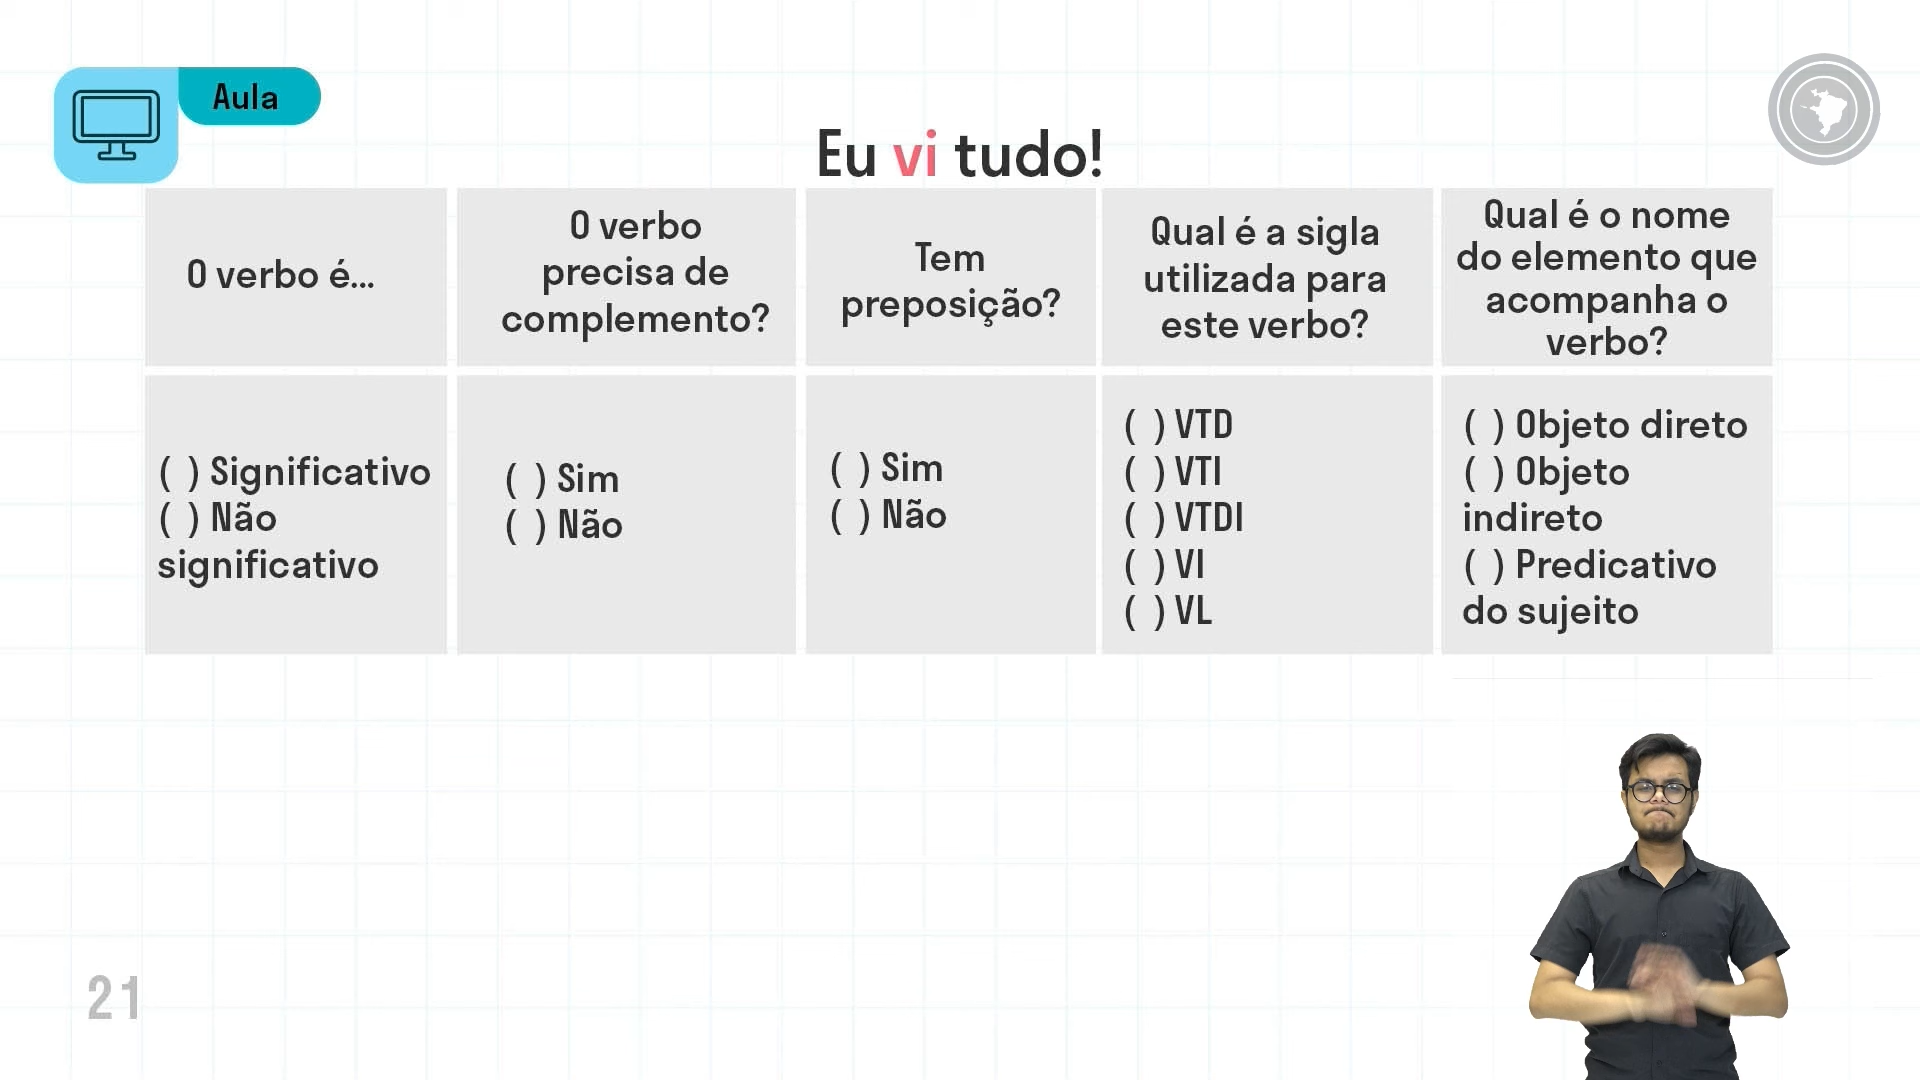 Aula
Eu vi tudo!
O verbo é...
O verbo
precisa de
complemento?
Tem
preposição?
Qual é a sigla
utilizada para
este verbo?
Qual é o nome
do elemento que
acompanha o
verbo?
( ) Significativo
( ) Não
significativo
( ) Sim
( ) Não
( ) Sim
( ) Não
( ) VTD
( ) VTI
( ) VTDI
( ) VI
( ) VL
( ) Objeto direto
( ) Objeto
indireto
( ) Predicativo
do sujeito
21